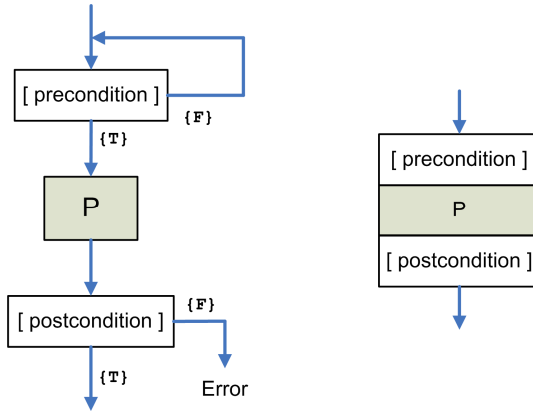 [ precondition ]
{F}
{T}
P
[ postcondition ]
{F}
{T}
Error
[ precondition ]
P
[ postcondition ]